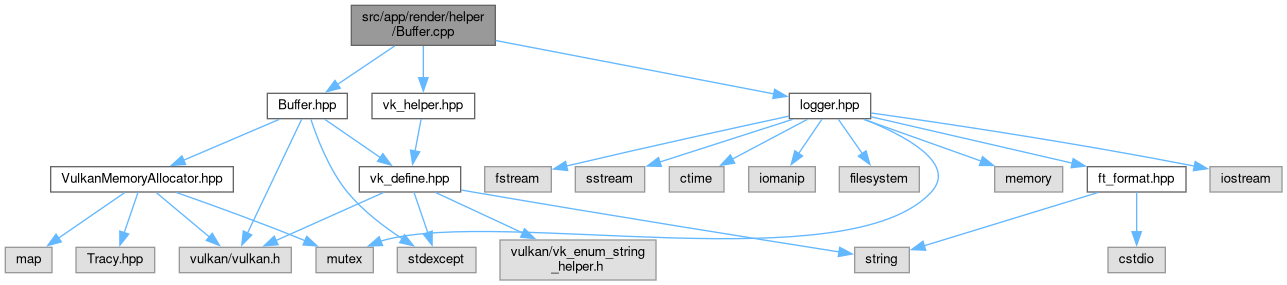 src/app/render/helper
/Buffer.cpp
Buffer.hpp
vk_helper.hpp
logger.hpp
VulkanMemoryAllocator.hpp
vk_define.hpp
fstream
sstream
ctime
iomanip
filesystem
memory
ft_format.hpp
iostream
map
Tracy.hpp
vulkan/vulkan.h
mutex
stdexcept
vulkan/vk_enum_string
_helper.h
string
cstdio